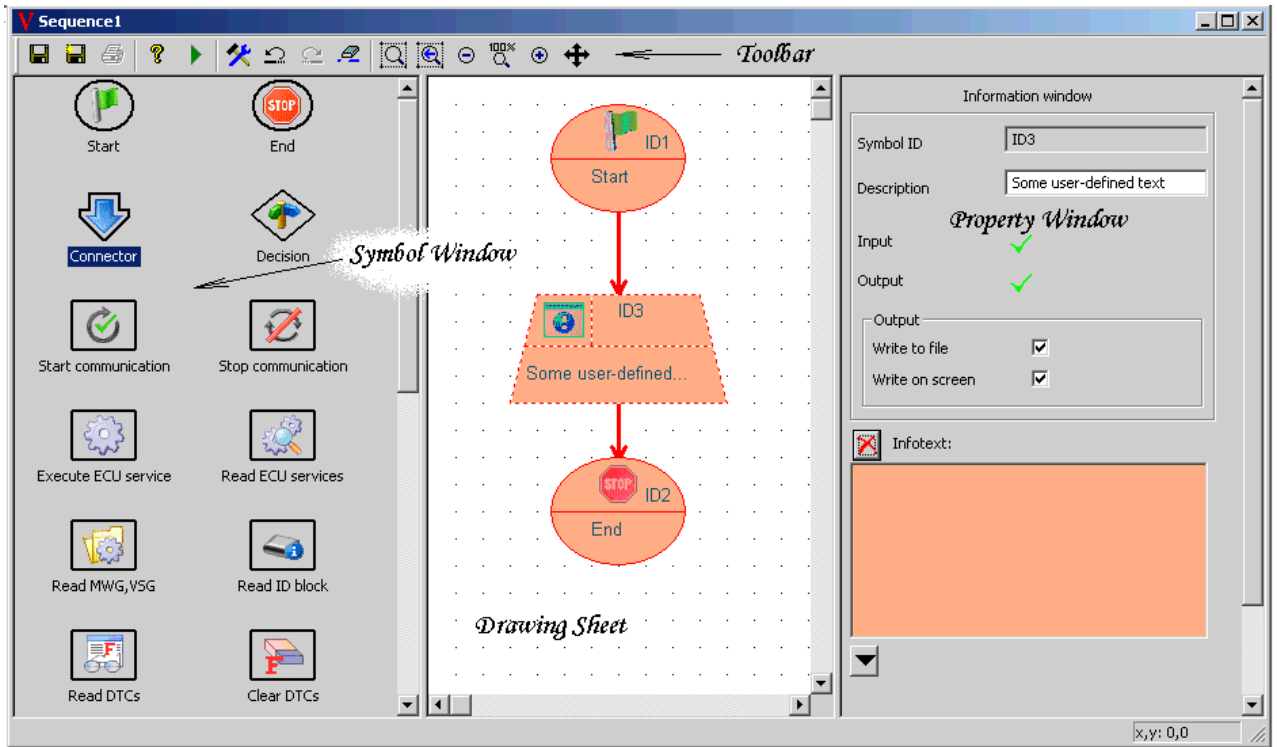 Sequence1
100%
Toolbar
STOP
Start
End
Connector
Decision
Symbol Window
Start communication
Stop communication
Execute ECU service
Read ECU services
Read MWG,VSG
Read ID block
F
F
Read DTCs
Clear DTCs
ID1
Start
ID3
Some user-defined...
STOP
ID2
End
Drawing Sheet
Information window
Symbol ID
ID3
Description
Some user-defined text
Property Window
Input
Output
Output
Write to file
Write on screen
Infotext:
x,y: 0,0